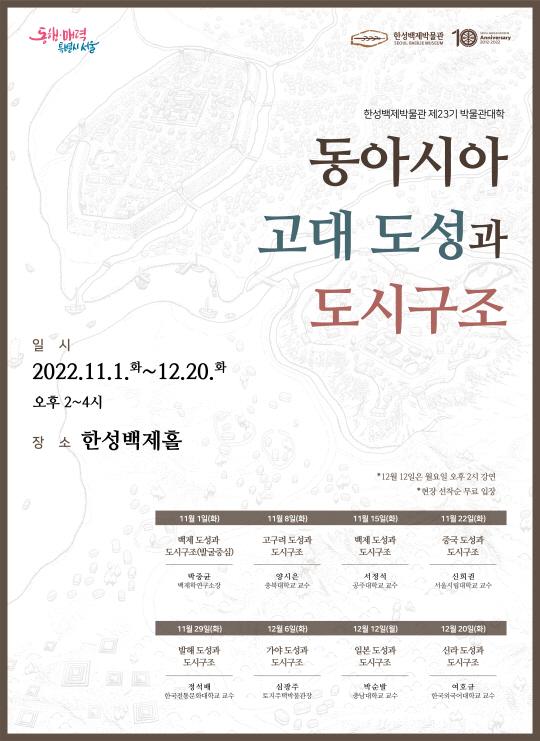 동행·매력
특별시 서울
한성백제박물관
SEOUL BAEKJE MUSEUM
10
Anniversary
2012-2022
한성백제박물관 제23기 박물관대학
동아시아
고대 도성과
도시구조
일 시
2022.11.1.화~12.20.화
오후 2~4시
장 소 한성백제홀
*12월 12일은 월요일 오후 2시 강연
*현장 선착순 무료 입장
11월 1일(화) 11월 8일(화) 11월 15일(화) 11월 22일(화)
백제 도성과 고구려 도성과 백제 도성과 중국 도성과
도시구조(발굴중심) 도시구조 도시구조 도시구조
박중균 양시은 서정석 신희권
백제학연구소장 충북대학교 교수 공주대학교 교수 서울시립대학교 교수
11월 29일(화) 12월 6일(화) 12월 12일(월) 12월 20일(화)
발해 도성과 가야 도성과 일본 도성과 신라 도성과
도시구조 도시구조 도시구조 도시구조
정석배 심광주 박순발 여호규
한국전통문화대학교 교수 토지주택박물관장 충남대학교 교수 한국외국어대학교 교수